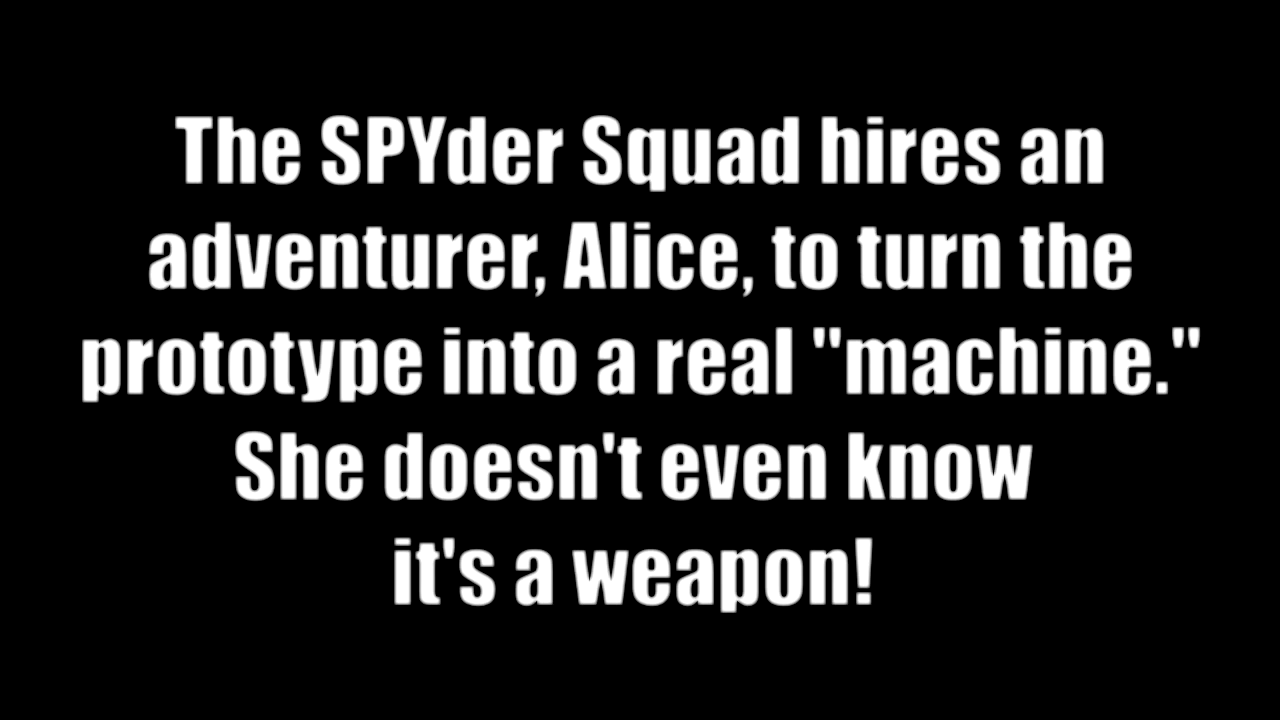 The SPYder Squad hires an
adventurer, Alice, to turn the
prototype into a real "machine."
She doesn't even know
it's a weapon!